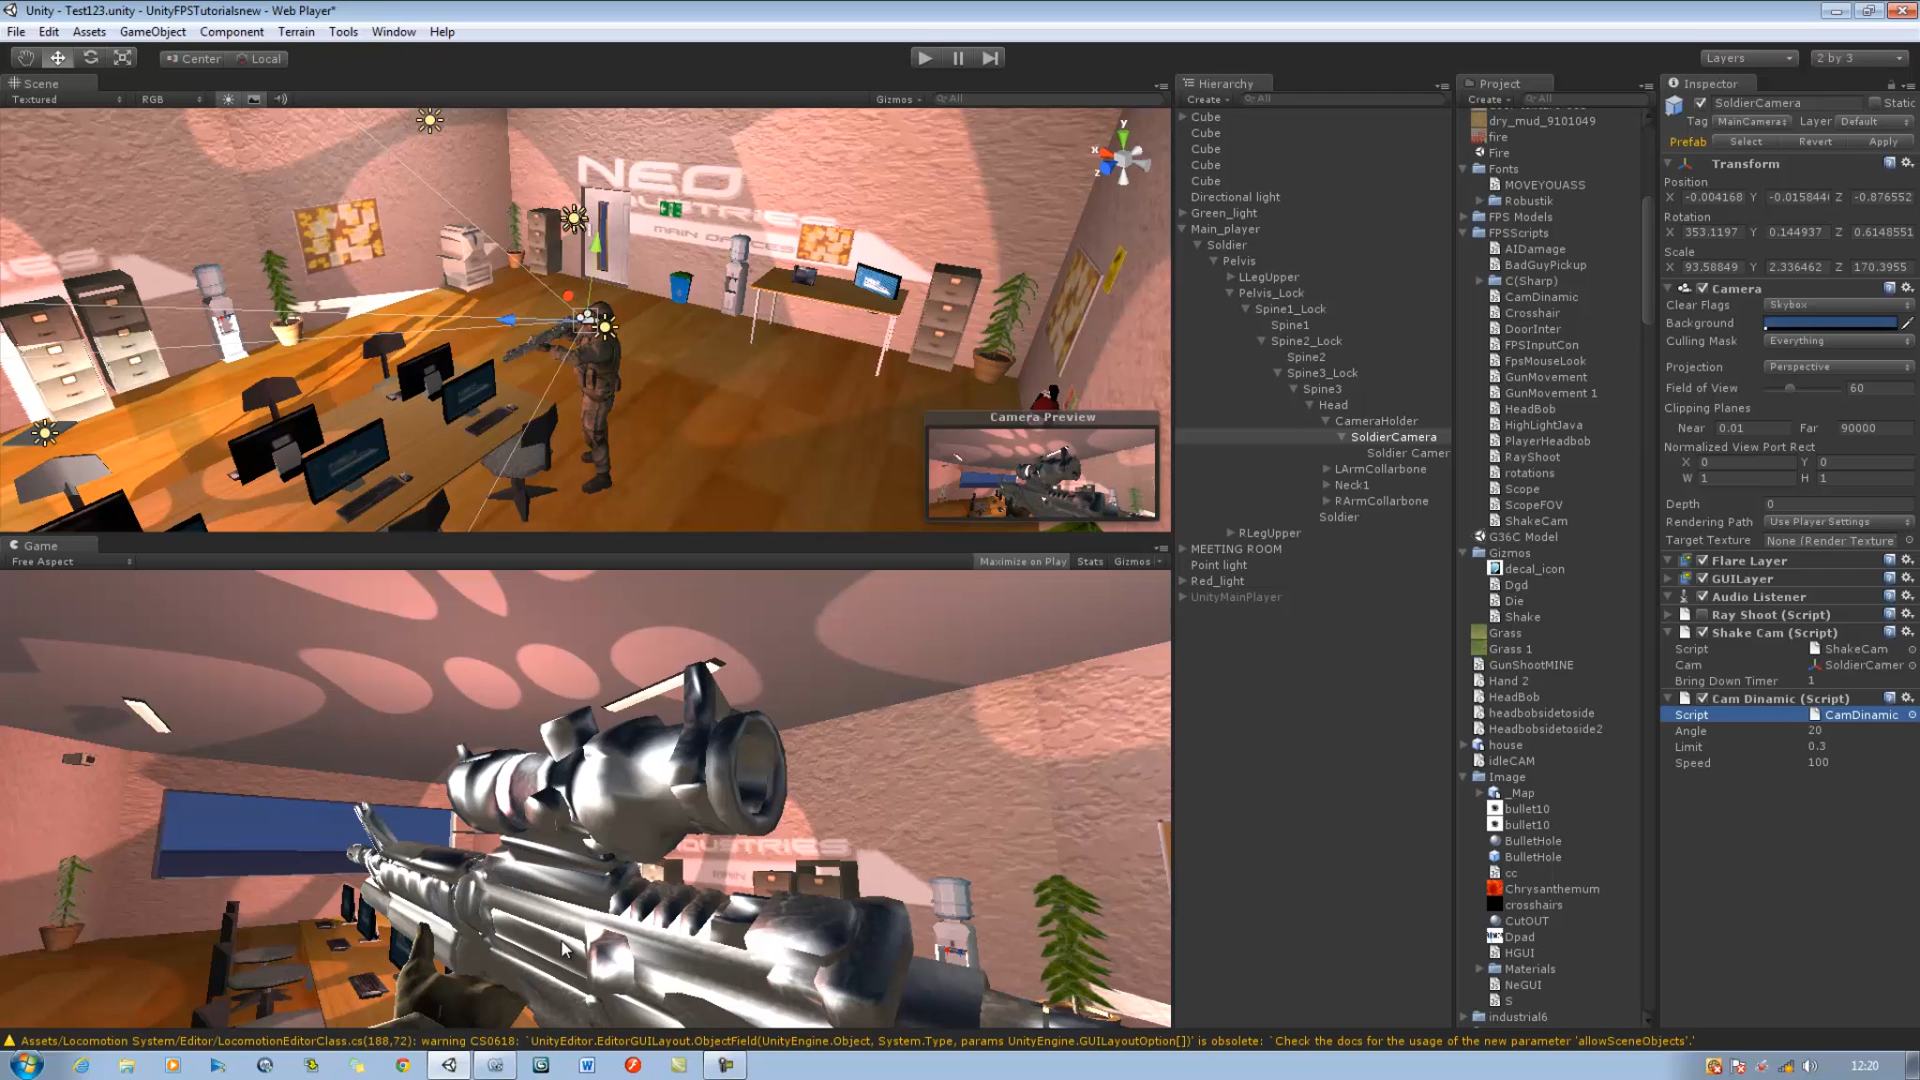 Unity - Test123.unity - UnityFPSTutorialsnew - Web Player*
File Edit Assets GameObject Component Terrain Tools Window Help
Center Local
Layers 2 by 3
Scene
Textured RGB Gizmos All
NEO
MAIN OFFICES
Camera Preview
Game
Free Aspect Maximize on Play Stats Gizmos
Hierarchy
Create All
Cube
Cube
Cube
Cube
Cube
Directional light
Green_light
Main_player
Soldier
Pelvis
LLegUpper
Pelvis_Lock
Spine1_Lock
Spine1
Spine2_Lock
Spine2
Spine3_Lock
Spine3
Head
CameraHolder
SoldierCamera
Soldier Camer
LArmCollarbone
Neck1
RArmCollarbone
Soldier
RLegUpper
MEETING ROOM
Point light
Red_light
UnityMainPlayer
Project
Create All
dry_mud_9101049
fire
Fire
Fonts
MOVEYOUASS
Robustik
FPS Models
FPSScripts
AIDamage
BadGuyPickup
C(Sharp)
CamDinamic
Crosshair
DoorInter
FPSInputCon
FpsMouseLook
GunMovement
GunMovement 1
HeadBob
HighLightJava
PlayerHeadbob
RayShoot
rotations
Scope
ScopeFOV
ShakeCam
G36C Model
Gizmos
decal_icon
Dgd
Die
Shake
Grass
Grass 1
GunShootMINE
Hand 2
HeadBob
headbobsidetoside
Headbobsidetoside2
house
idleCAM
Image
_Map
bullet10
bullet10
BulletHole
BulletHole
cc
Chrysanthemum
crosshairs
CutOUT
Dpad
HGUI
Materials
NeGUI
S
industrial6
Inspector
SoldierCamera Static
Tag MainCamera Layer Default
Prefab Select Revert Apply
Transform
Position
X -0.004168 Y -0.015844 Z -0.876552
Rotation
X 353.1197 Y 0.144937 Z 0.6148551
Scale
X 93.58849 Y 2.336462 Z 170.3955
Camera
Clear Flags Skybox
Background
Culling Mask Everything
Projection Perspective
Field of View 60
Clipping Planes
Near 0.01 Far 90000
Normalized View Port Rect
X 0 Y 0
W 1 H 1
Depth 0
Rendering Path Use Player Settings
Target Texture None (Render Texture
Flare Layer
GUILayer
Audio Listener
Ray Shoot (Script)
Shake Cam (Script)
Script ShakeCam
Cam SoldierCamer
Bring Down Timer 1
Cam Dinamic (Script)
Script CamDinamic
Angle 20
Limit 0.3
Speed 100
Assets/Locomotion System/Editor/LocomotionEditorClass.cs(188,72): warning CS0618: `UnityEditor.EditorGUILayout.ObjectField(UnityEngine.Object, System.Type, params UnityEngine.GUILayoutOption[])' is obsolete: `Check the docs for the usage of the new parameter 'allowSceneObjects'.'
12:20